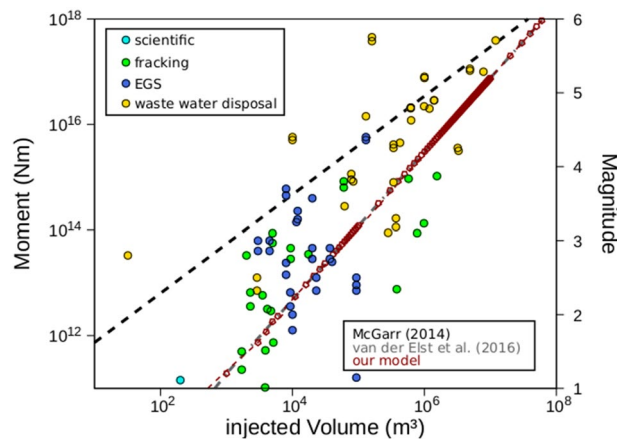 10^18
10^16
10^14
10^12
Moment (Nm)
scientific
fracking
EGS
waste water disposal
6
5
4
3
2
1
Magnitude
McGarr (2014)
van der Elst et al. (2016)
our model
10^2
10^4
10^6
10^8
injected Volume (m³)